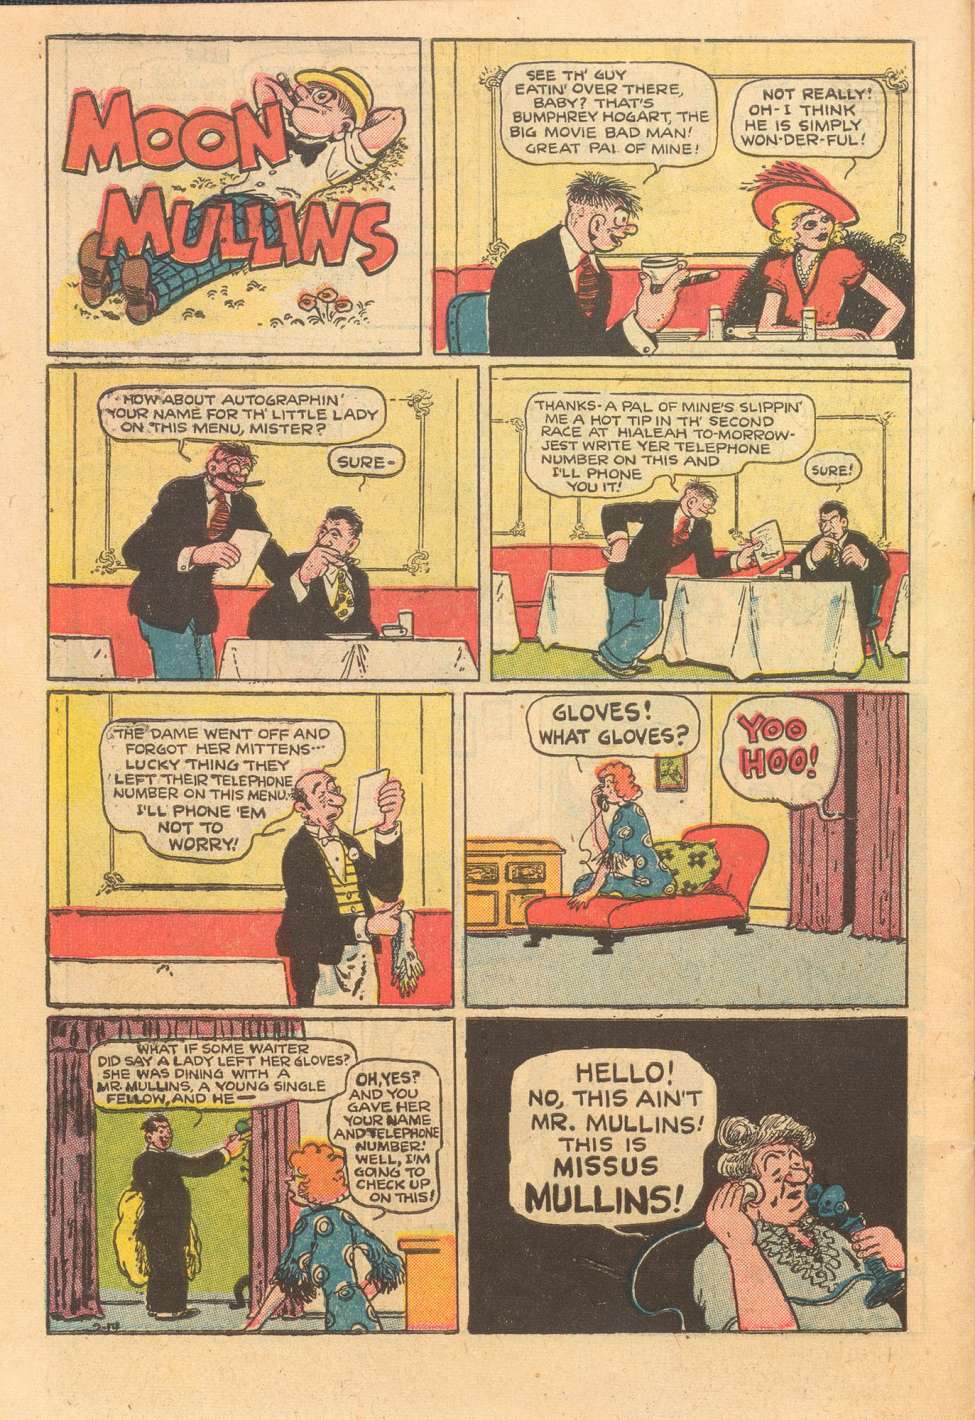 MOON
MULLINS
SEE TH' GUY
EATIN' OVER THERE,
BABY? THAT'S
BUMPHREY HOGART, THE
BIG MOVIE BAD MAN!
GREAT PAL OF MINE!
NOT REALLY!
OH-I THINK
HE IS SIMPLY
WON-DER-FUL!
HOW ABOUT AUTOGRAPHIN'
YOUR NAME FOR TH' LITTLE LADY
ON THIS MENU, MISTER?
SURE-
THANKS-A PAL OF MINE'S SLIPPIN'
ME A HOT TIP IN TH' SECOND
RACE AT HIALEAH TO-MORROW-
JEST WRITE YER TELEPHONE
NUMBER ON THIS AND
I'LL PHONE
YOU IT!
SURE!
THE DAME WENT OFF AND
FORGOT HER MITTENS---
LUCKY THING THEY
LEFT THEIR TELEPHONE
NUMBER ON THIS MENU.
I'LL PHONE 'EM
NOT TO
WORRY!
GLOVES!
WHAT GLOVES?
YOO
HOO!
WHAT IF SOME WAITER
DID SAY A LADY LEFT HER GLOVES?
SHE WAS DINING WITH A
MR. MULLINS, A YOUNG SINGLE
FELLOW, AND HE—
OH, YES?
AND YOU
GAVE HER
YOUR NAME
AND TELEPHONE
NUMBER!
WELL, I'M
GOING TO
CHECK UP
ON THIS!
HELLO!
NO, THIS AIN'T
MR. MULLINS!
THIS IS
MISSUS
MULLINS!